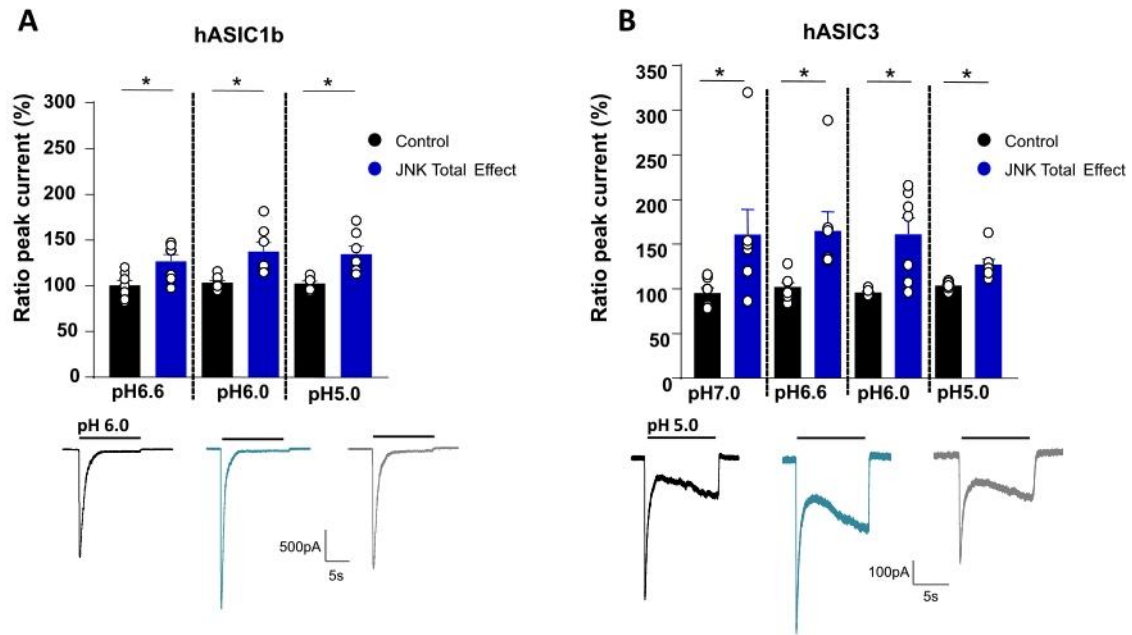 A
hASIC1b
* * *
Ratio peak current (%)
300
250
200
150
100
50
0
Control
JNK Total Effect
pH6.6 pH6.0 pH5.0
pH 6.0
500pA
5s
B
hASIC3
* * * *
Ratio peak current (%)
350
300
250
200
150
100
50
0
Control
JNK Total Effect
pH7.0 pH6.6 pH6.0 pH5.0
pH 5.0
100pA
5s